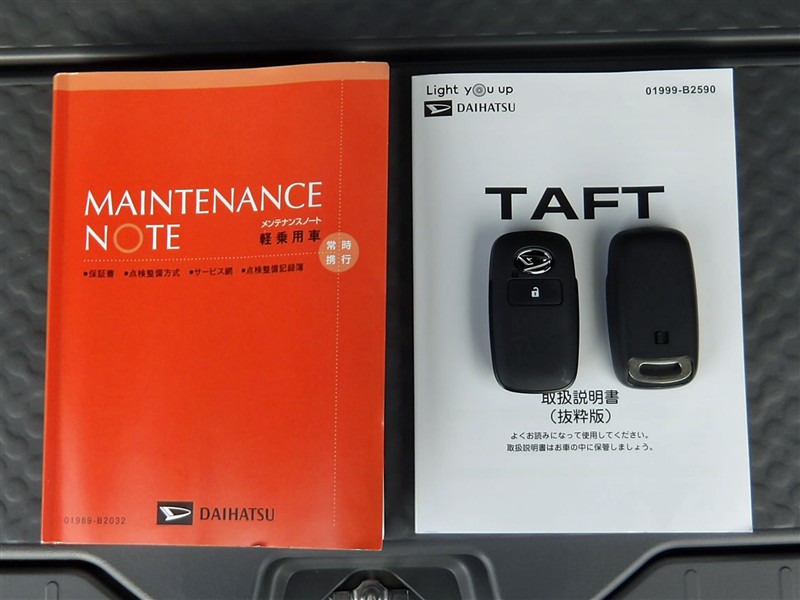 MAINTENANCE
NOTE
メンテナンスノート
軽乗用車
常時
携行
•保証書 •点検整備方式 •サービス網 •点検整備記録簿
01989-B2032
DAIHATSU
Light you up
01999-B2590
DAIHATSU
TAFT
取扱説明書
（抜粋版）
よくお読みになって使用してください。
取扱説明書はお車の中に保管しましょう。